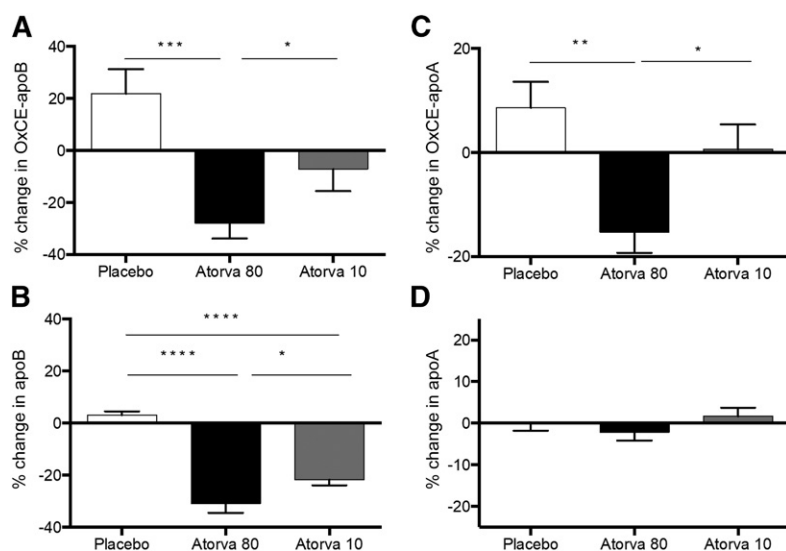 A
% change in OxCE-apoB
40
20
0
-20
-40
***
*
Placebo
Atorva 80
Atorva 10
B
% change in apoB
40
20
0
-20
-40
****
****
*
Placebo
Atorva 80
Atorva 10
C
% change in OxCE-apoA
20
0
-20
**
*
Placebo
Atorva 80
Atorva 10
D
% change in apoA
20
10
0
-10
-20
Placebo
Atorva 80
Atorva 10